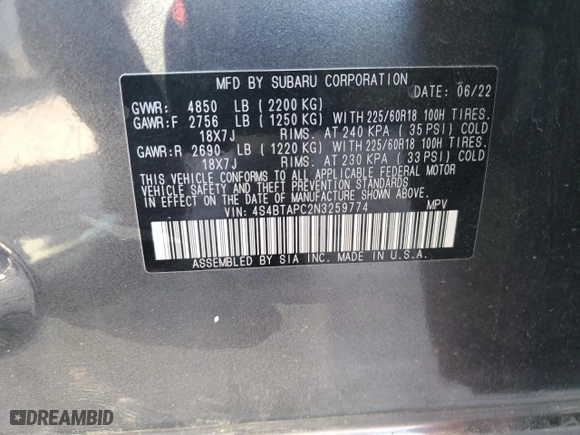 MFD BY SUBARU CORPORATION DATE: 06/22
GVWR: 4850 LB (2200 KG)
GAWR:F 2756 LB (1250 KG) WITH 225/60R18 100H TIRES.
18X7J RIMS. AT 240 KPA (35 PSI) COLD
GAWR:R 2690 LB (1220 KG) WITH 225/60R18 100H TIRES.
18X7J RIMS. AT 230 KPA (33 PSI) COLD
THIS VEHICLE CONFORMS TO ALL APPLICABLE FEDERAL MOTOR
VEHICLE SAFETY AND THEFT PREVENTION STANDARDS IN
EFFECT ON THE DATE OF MANUFACTURE SHOWN ABOVE.
VIN: 4S4BTAPC2N3259774 MPV
ASSEMBLED BY SIA INC. MADE IN U.S.A.
DREAMBID